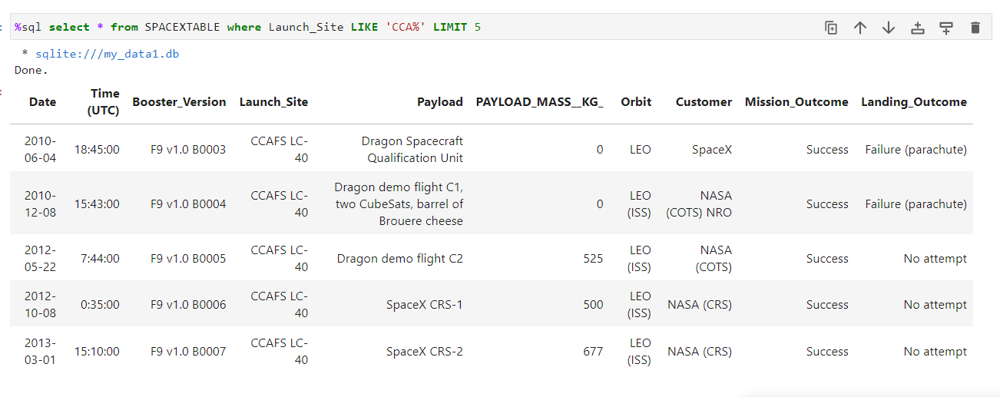 %sql select * from SPACEXTABLE where Launch_Site LIKE 'CCA%' LIMIT 5
* sqlite:///my_data1.db
Done.
Date Time (UTC) Booster_Version Launch_Site Payload PAYLOAD_MASS__KG_ Orbit Customer Mission_Outcome Landing_Outcome
2010-06-04 18:45:00 F9 v1.0 B0003 CCAFS LC-40 Dragon Spacecraft Qualification Unit 0 LEO SpaceX Success Failure (parachute)
2010-12-08 15:43:00 F9 v1.0 B0004 CCAFS LC-40 Dragon demo flight C1, two CubeSats, barrel of Brouere cheese 0 LEO (ISS) NASA (COTS) NRO Success Failure (parachute)
2012-05-22 7:44:00 F9 v1.0 B0005 CCAFS LC-40 Dragon demo flight C2 525 LEO (ISS) NASA (COTS) Success No attempt
2012-10-08 0:35:00 F9 v1.0 B0006 CCAFS LC-40 SpaceX CRS-1 500 LEO (ISS) NASA (CRS) Success No attempt
2013-03-01 15:10:00 F9 v1.0 B0007 CCAFS LC-40 SpaceX CRS-2 677 LEO (ISS) NASA (CRS) Success No attempt